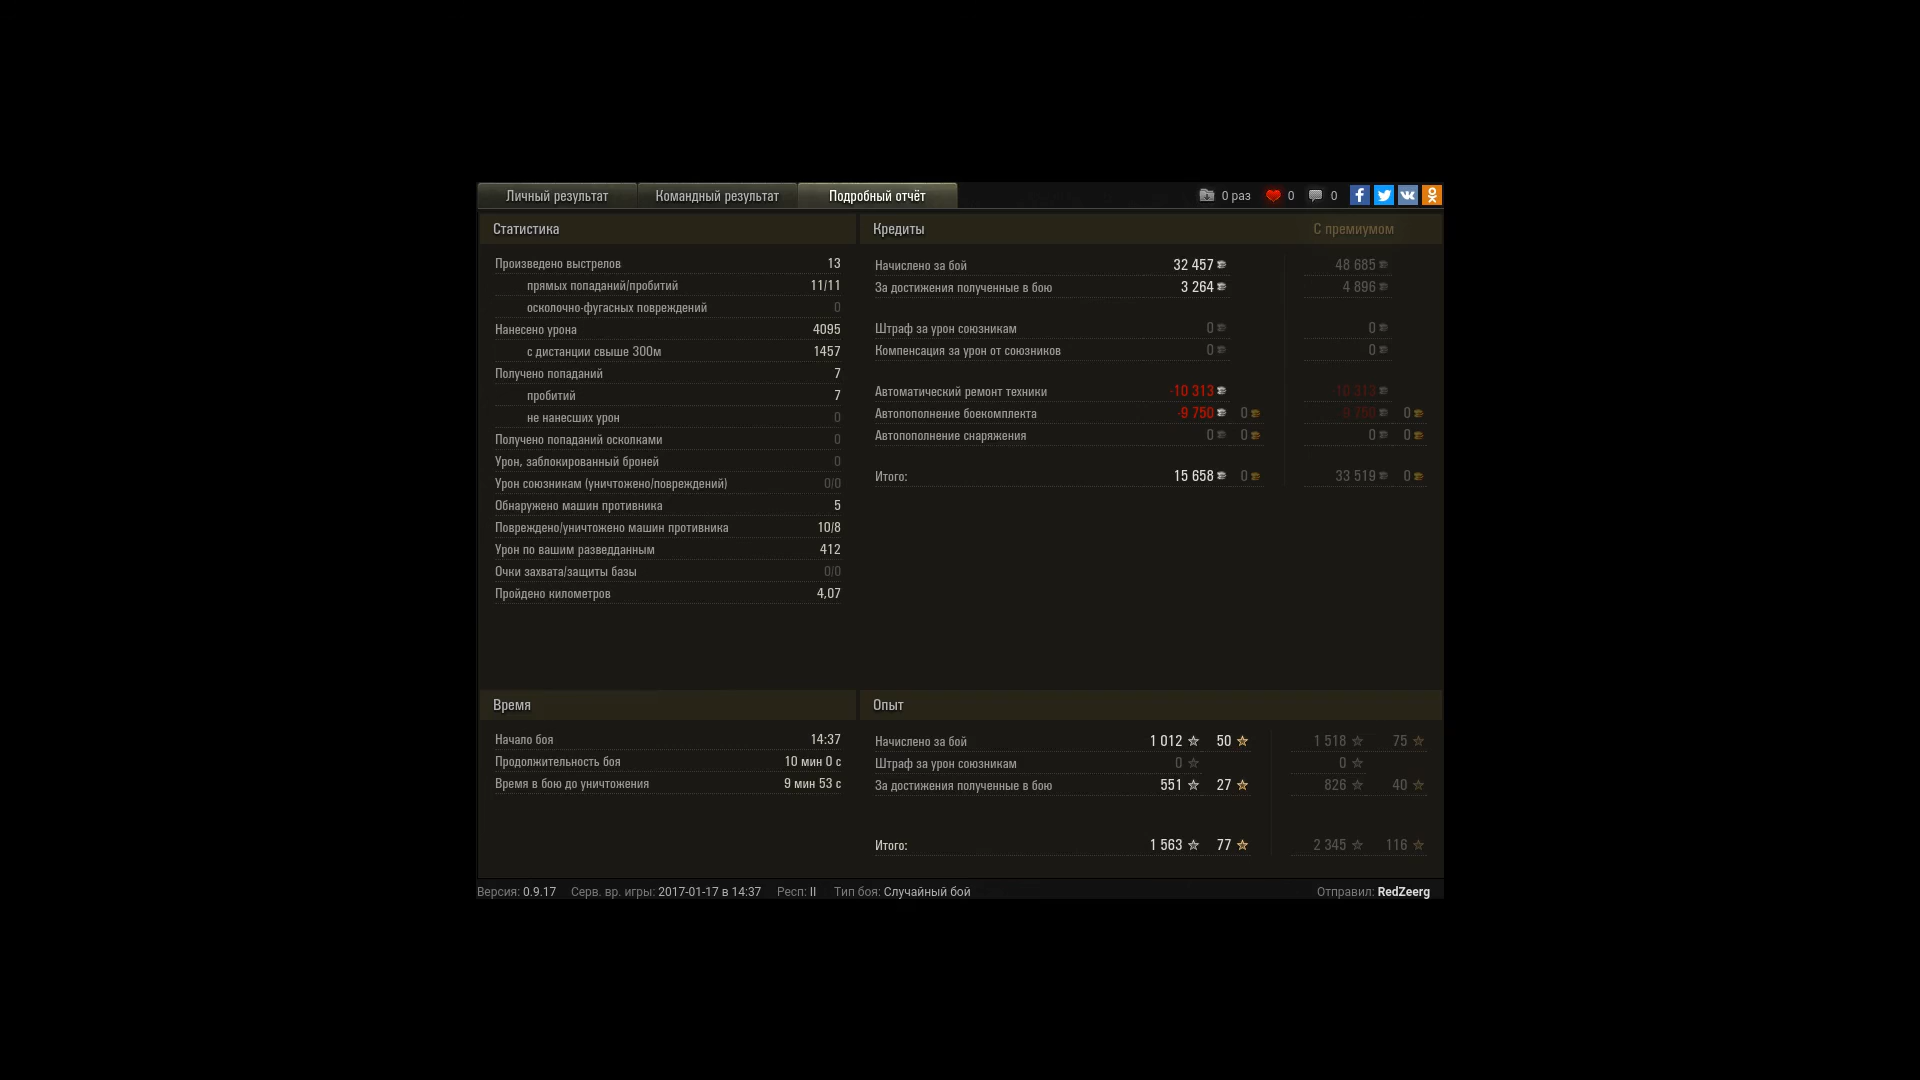 Личный результат Командный результат Подробный отчёт 0 раз 0 0
Статистика
Произведено выстрелов 13
прямых попаданий/пробитий 11/11
осколочно-фугасных повреждений 0
Нанесено урона 4095
с дистанции свыше 300м 1457
Получено попаданий 7
пробитий 7
не нанесших урон 0
Получено попаданий осколками 0
Урон, заблокированный броней 0
Урон союзникам (уничтожено/повреждений) 0/0
Обнаружено машин противника 5
Повреждено/уничтожено машин противника 10/8
Урон по вашим разведданным 412
Очки захвата/защиты базы 0/0
Пройдено километров 4,07
Кредиты С премиумом
Начислено за бой 32 457 48 685
За достижения полученные в бою 3 264 4 896
Штраф за урон союзникам 0 0
Компенсация за урон от союзников 0 0
Автоматический ремонт техники -10 313 -10 313
Автопополнение боекомплекта -9 750 0 -9 750 0
Автопополнение снаряжения 0 0 0 0
Итого: 15 658 0 33 519 0
Время
Начало боя 14:37
Продолжительность боя 10 мин 0 с
Время в бою до уничтожения 9 мин 53 с
Опыт
Начислено за бой 1 012 50 1 518 75
Штраф за урон союзникам 0 0
За достижения полученные в бою 551 27 826 40
Итого: 1 563 77 2 345 116
Версия: 0.9.17 Серв. вр. игры: 2017-01-17 в 14:37 Респ: II Тип боя: Случайный бой Отправил: RedZeerg